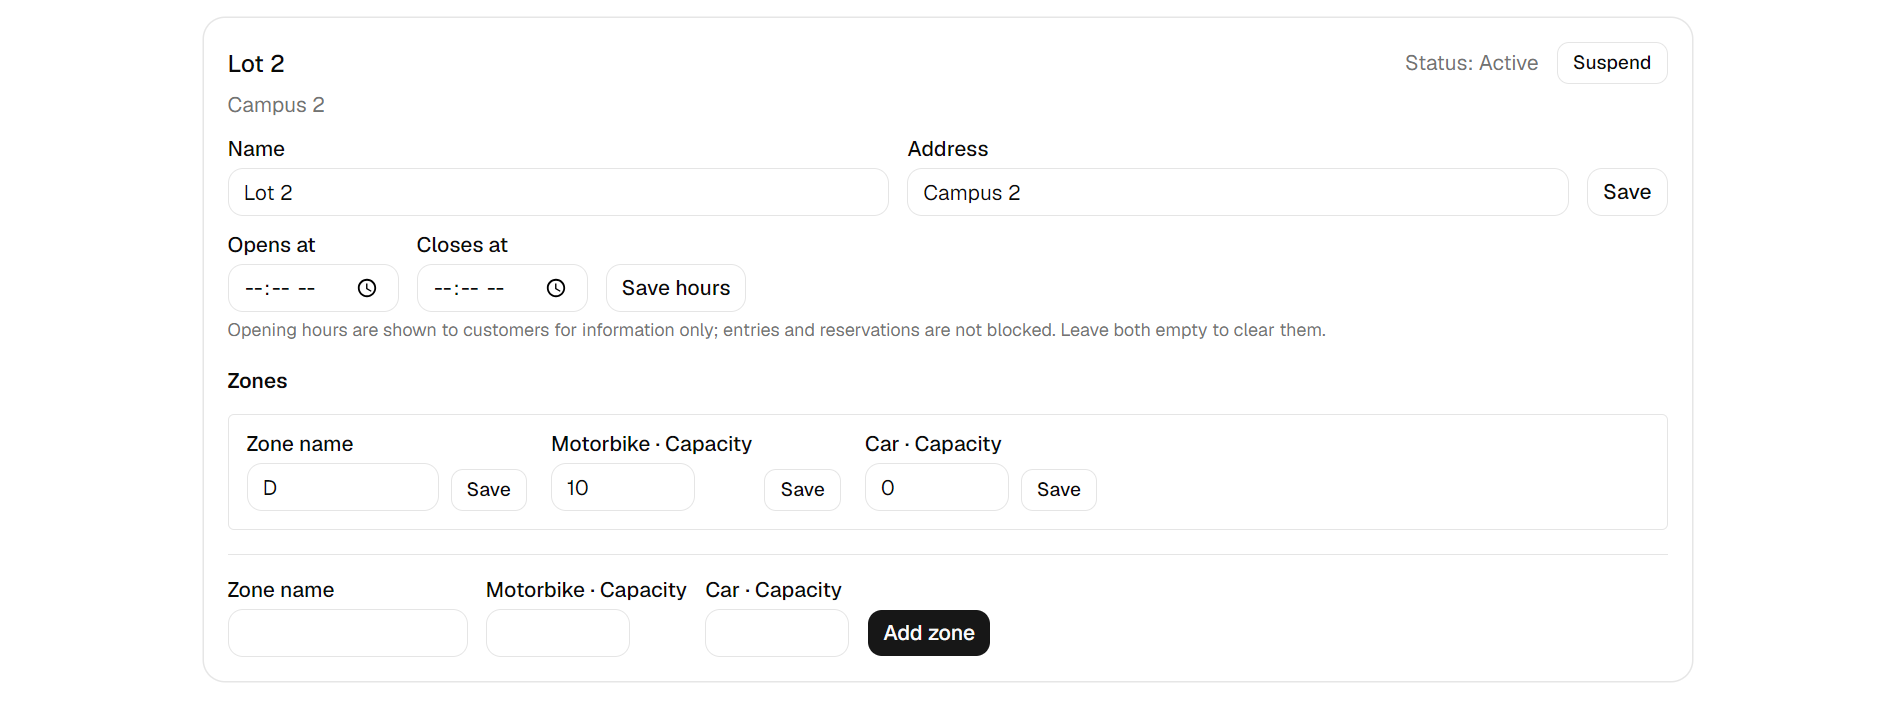 Lot 2
Status: Active
Suspend
Campus 2
Name
Address
Lot 2
Campus 2
Save
Opens at
Closes at
--:-- --
--:-- --
Save hours
Opening hours are shown to customers for information only; entries and reservations are not blocked. Leave both empty to clear them.
Zones
Zone name
Motorbike · Capacity
Car · Capacity
D
Save
10
Save
0
Save
Zone name
Motorbike · Capacity
Car · Capacity
Add zone